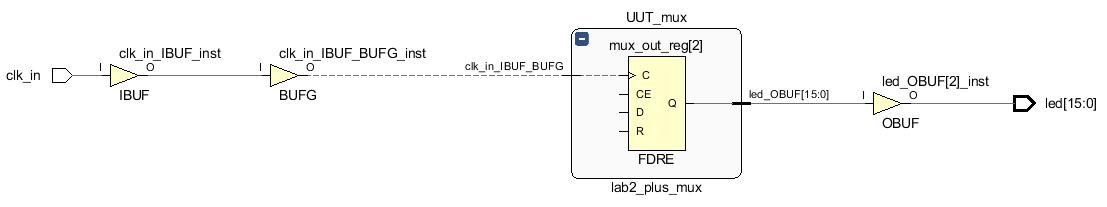 UUT_mux
clk_in_IBUF_inst
clk_in_IBUF_BUFG_inst
mux_out_reg[2]
clk_in
I
O
I
O
clk_in_IBUF_BUFG
C
IBUF
BUFG
CE
D
R
Q
FDRE
lab2_plus_mux
led_OBUF[15:0]
led_OBUF[2]_inst
I
O
OBUF
led[15:0]